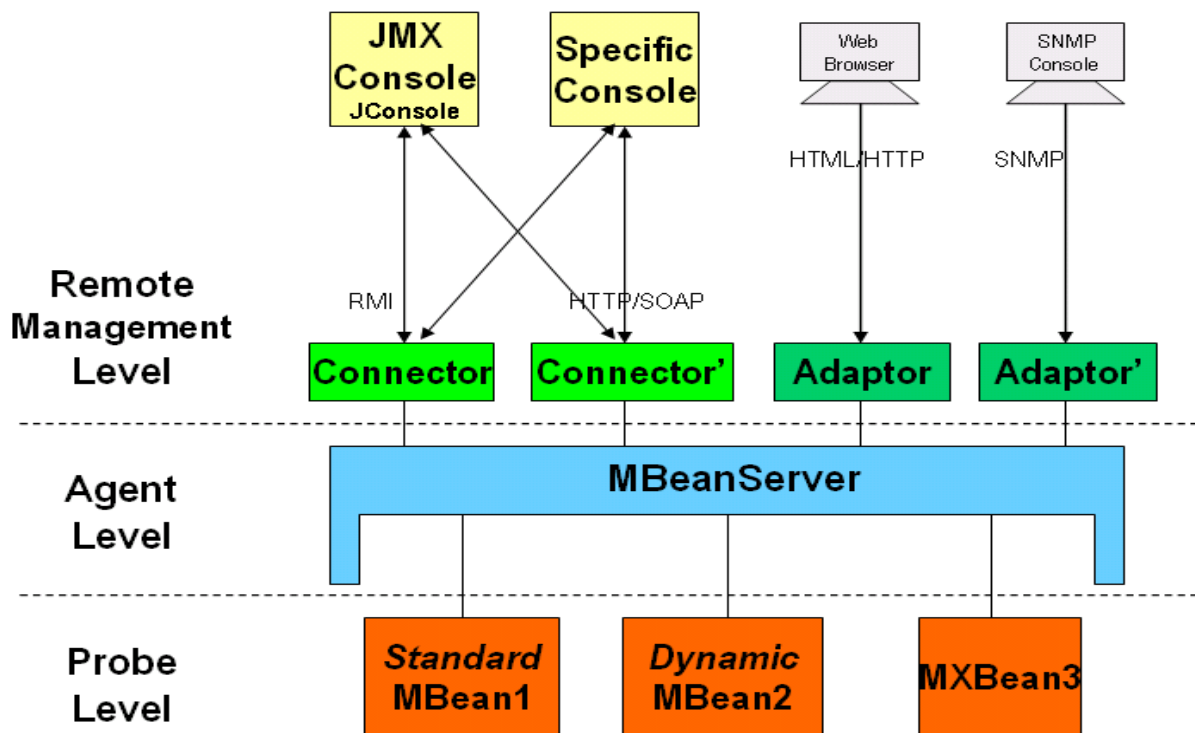 JMX
Console
JConsole
Specific
Console
Web
Browser
SNMP
Console
HTML/HTTP
SNMP
Remote
Management
Level
RMI
HTTP/SOAP
Connector
Connector’
Adaptor
Adaptor’
Agent
Level
MBeanServer
Probe
Level
Standard
MBean1
Dynamic
MBean2
MXBean3